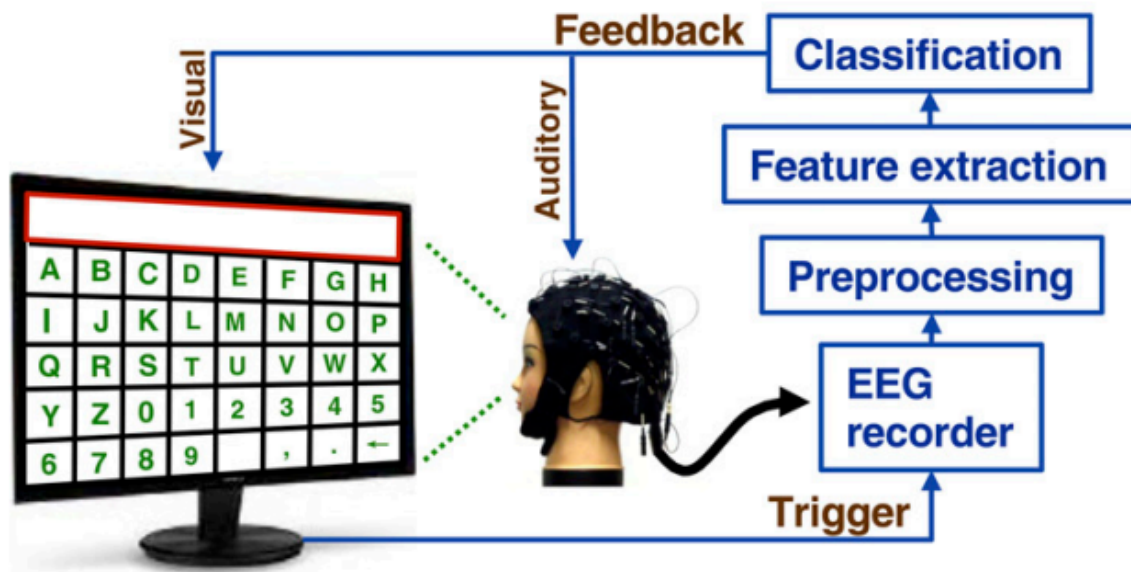 Feedback
Classification
Visual
Auditory
Feature extraction
Preprocessing
EEG
recorder
Trigger
A B C D E F G H
I J K L M N O P
Q R S T U V W X
Y Z 0 1 2 3 4 5
6 7 8 9 , . ←